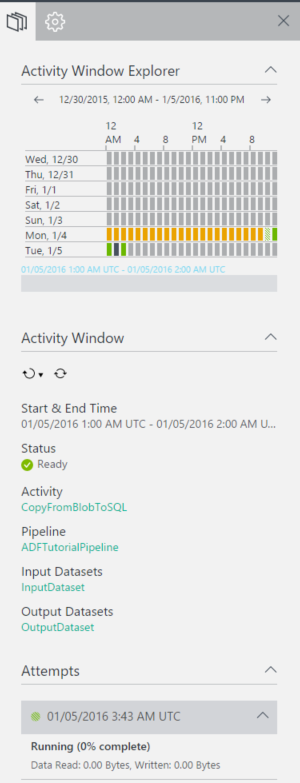 Activity Window Explorer
12/30/2015, 12:00 AM - 1/5/2016, 11:00 PM
12 12
AM 4 8 PM 4 8
Wed, 12/30
Thu, 12/31
Fri, 1/1
Sat, 1/2
Sun, 1/3
Mon, 1/4
Tue, 1/5
01/05/2016 1:00 AM UTC - 01/05/2016 2:00 AM UTC
Activity Window
Start & End Time
01/05/2016 1:00 AM UTC - 01/05/2016 2:00 AM U...
Status
Ready
Activity
CopyFromBlobToSQL
Pipeline
ADFTutorialPipeline
Input Datasets
InputDataset
Output Datasets
OutputDataset
Attempts
01/05/2016 3:43 AM UTC
Running (0% complete)
Data Read: 0.00 Bytes, Written: 0.00 Bytes